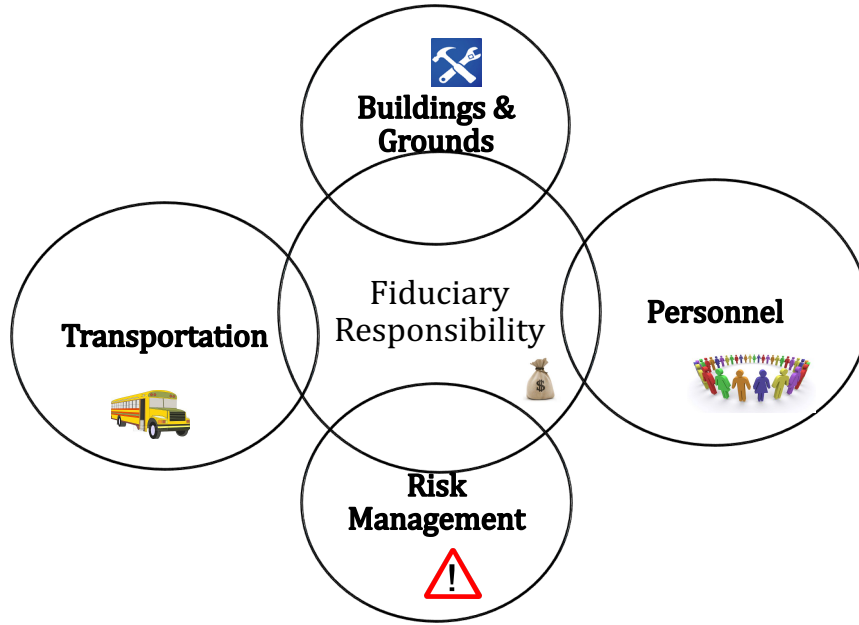 Buildings &
Grounds
Fiduciary
Responsibility
Transportation
Personnel
$
Risk
Management
!